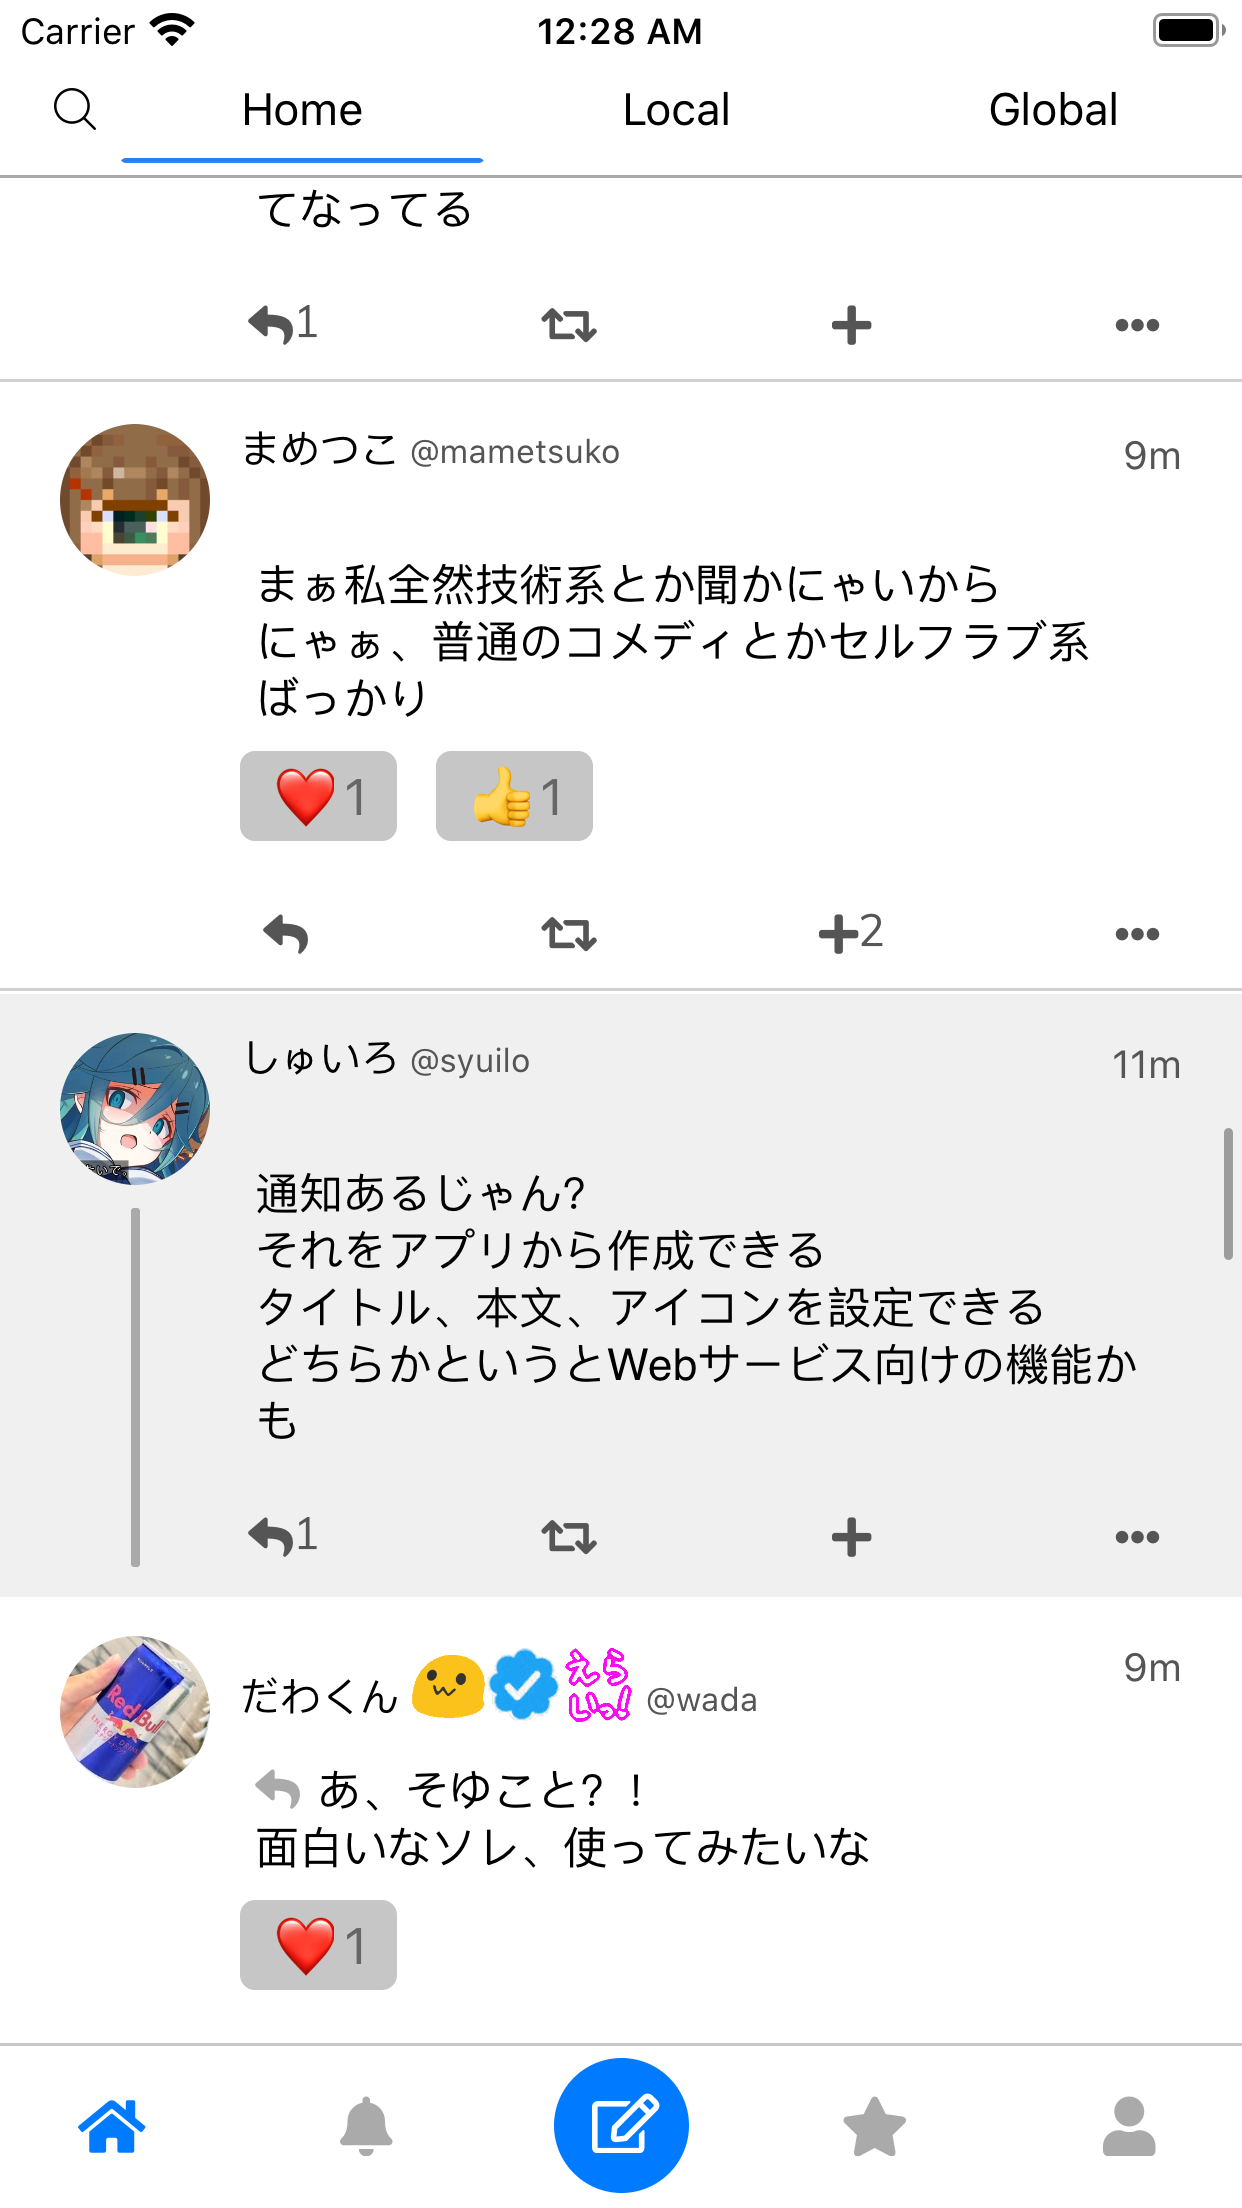 Carrier 12:28 AM
Home Local Global
てなってる
1
まめつこ @mametsuko 9m
まぁ私全然技術系とか聞かにゃいから
にゃぁ、普通のコメディとかセルフラブ系
ばっかり
1 1
2
しゅいろ @syuilo 11m
通知あるじゃん?
それをアプリから作成できる
タイトル、本文、アイコンを設定できる
どちらかというとWebサービス向けの機能か
も
1
だわくん えらいっ! @wada 9m
あ、そゆこと?！
面白いなソレ、使ってみたいな
1
RedBull
ENERGY DRINK